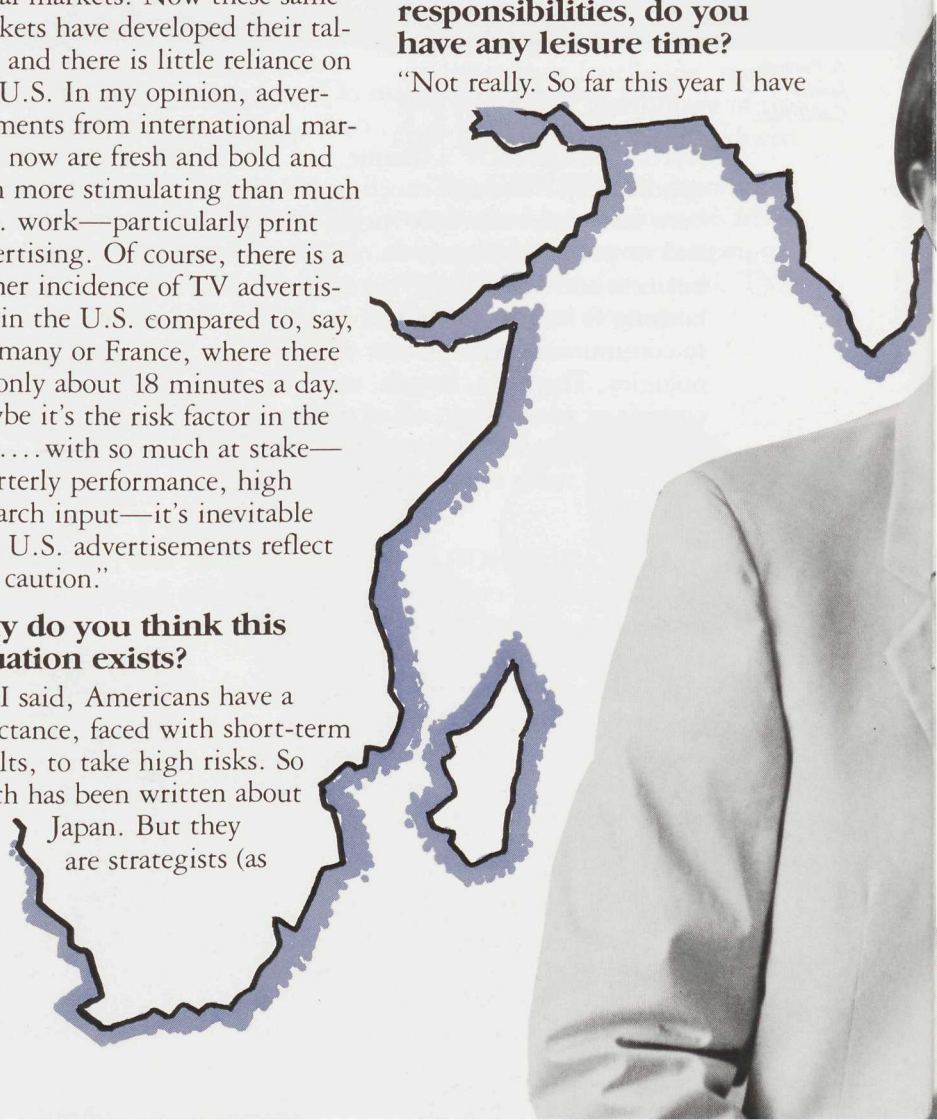 kets have developed their tal-
and there is little reliance on
U.S. In my opinion, adver-
ments from international mar-
now are fresh and bold and
more stimulating than much
. work—particularly print
ertising. Of course, there is a
her incidence of TV advertis-
in the U.S. compared to, say,
many or France, where there
only about 18 minutes a day.
ybe it's the risk factor in the
.... with so much at stake—
rterly performance, high
arch input—it's inevitable
U.S. advertisements reflect
caution.”
y do you think this
uation exists?
I said, Americans have a
ctance, faced with short-term
lts, to take high risks. So
ch has been written about
Japan. But they
are strategists (as
responsibilities, do you
have any leisure time?
“Not really. So far this year I have